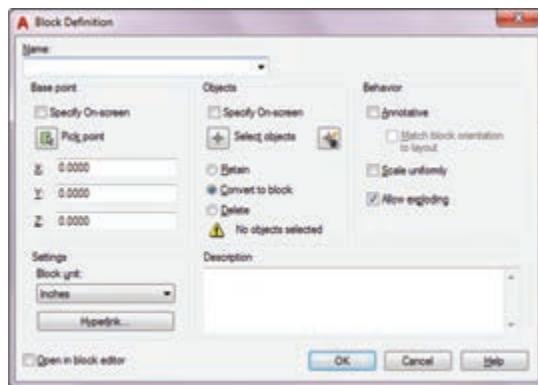 Block Definition
Name:
Base point
Specify On-screen
Pick point
X: 0.0000
Y: 0.0000
Z: 0.0000
Objects
Specify On-screen
Select objects
Retain
Convert to block
Delete
No objects selected
Behavior
Annotative
Match block orientation
to layout
Scale uniformly
Allow exploding
Settings
Block unit:
Inches
Hyperlink...
Description
Open in block editor
OK Cancel Help